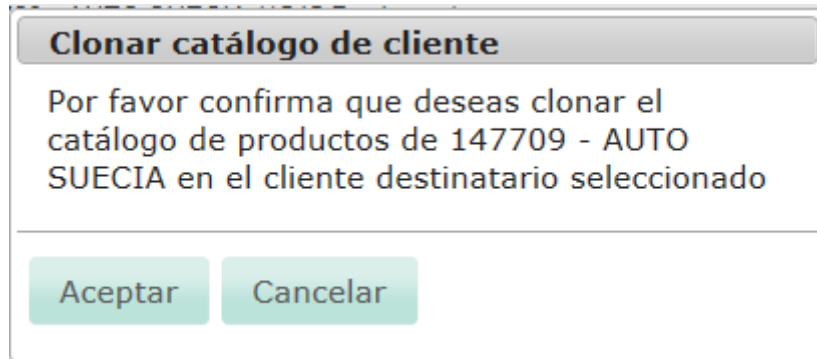 Clonar catálogo de cliente
Por favor confirma que deseas clonar el
catálogo de productos de 147709 - AUTO
SUECIA en el cliente destinatario seleccionado
Aceptar Cancelar